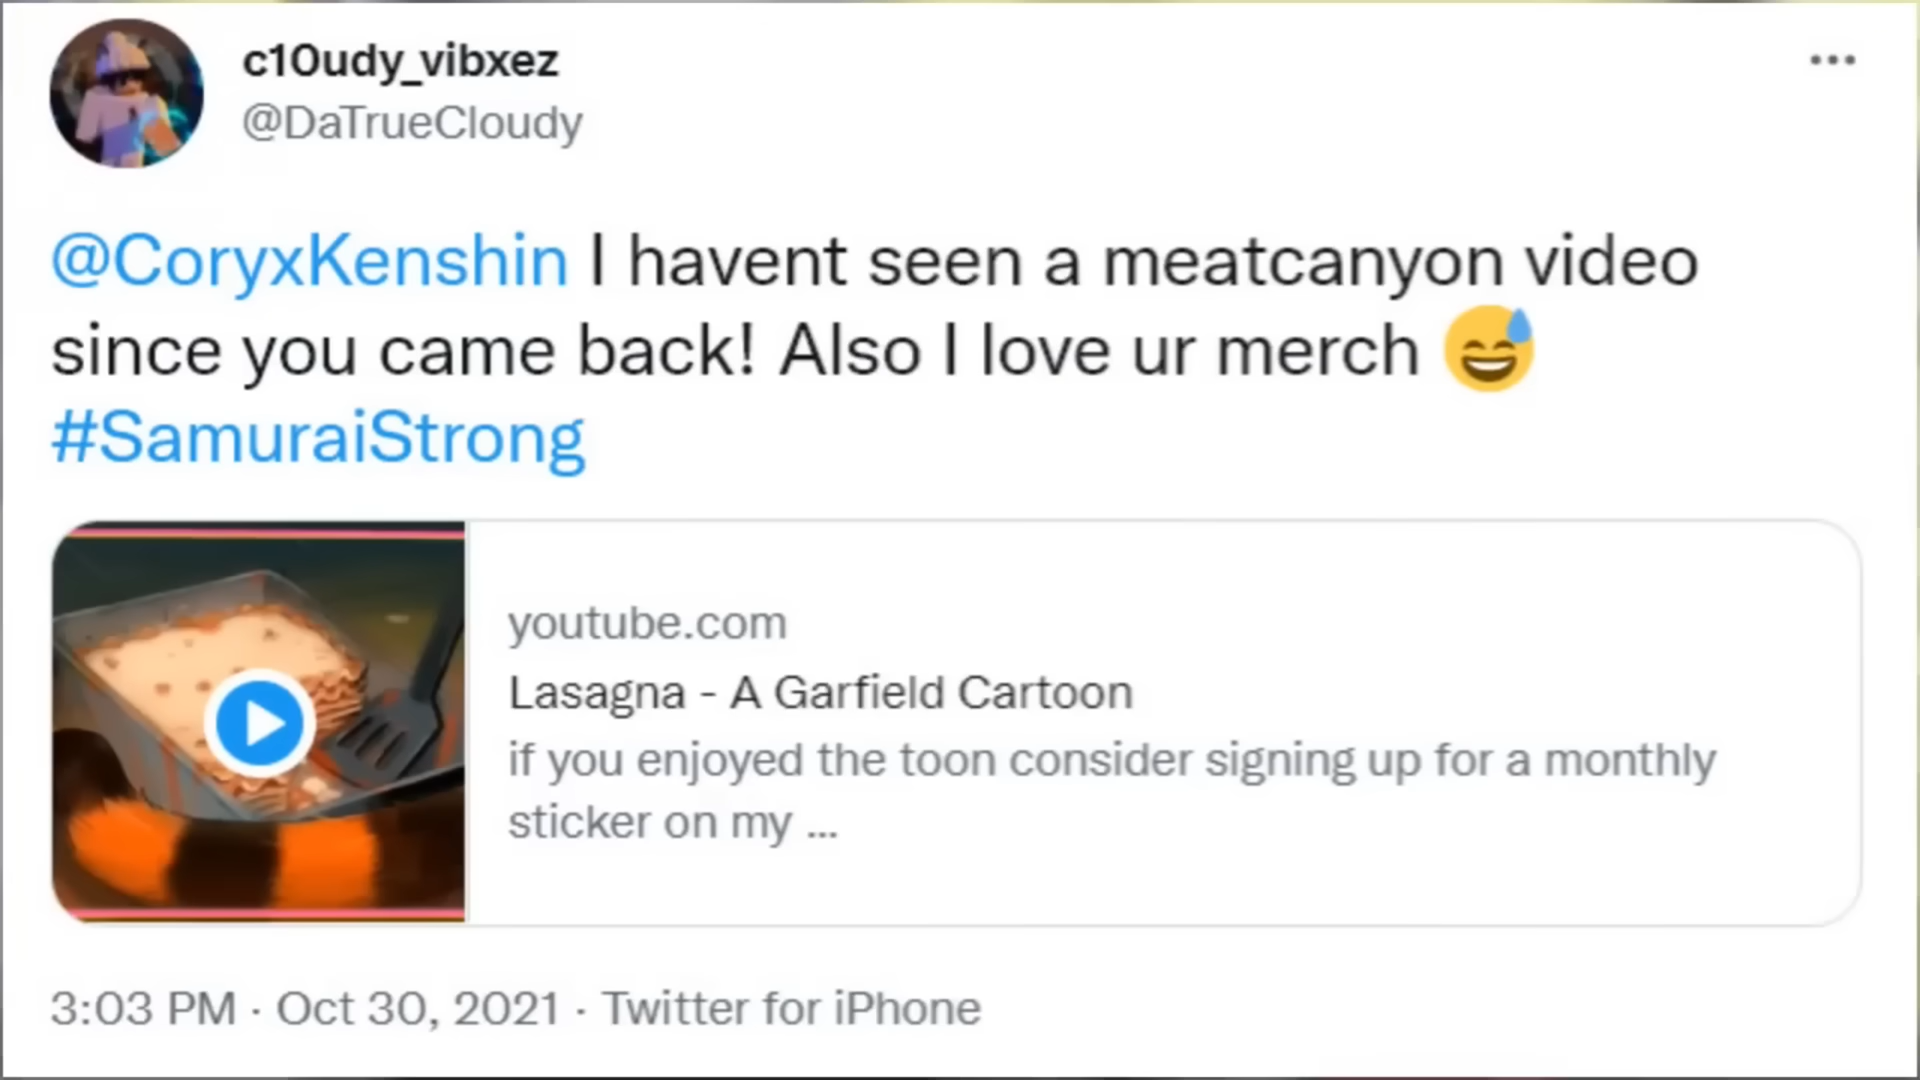 c10udy_vibxez
@DaTrueCloudy
@CoryxKenshin I havent seen a meatcanyon video
since you came back! Also I love ur merch 😅
#SamuraiStrong
youtube.com
Lasagna - A Garfield Cartoon
if you enjoyed the toon consider signing up for a monthly
sticker on my ...
3:03 PM · Oct 30, 2021 · Twitter for iPhone